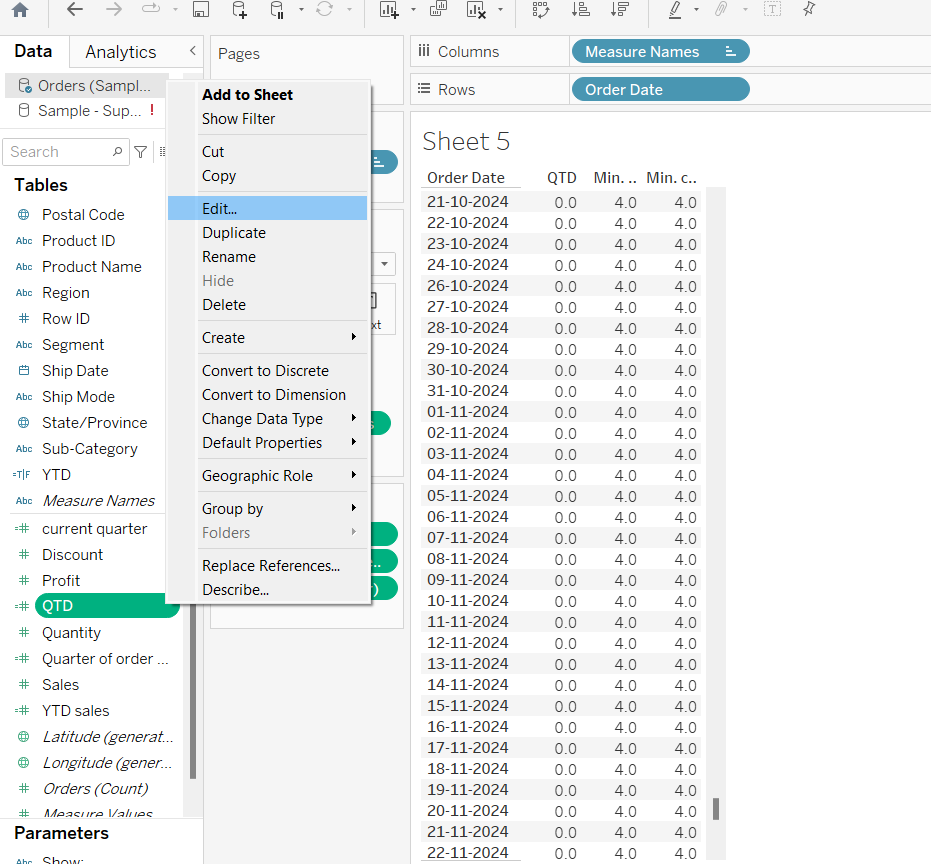 Data
Analytics
Orders (Sampl...
Sample - Sup... !
Search
Tables
Postal Code
Abc Product ID
Abc Product Name
Abc Region
Row ID
Abc Segment
Ship Date
Abc Ship Mode
State/Province
Abc Sub-Category
=T|F YTD
Abc Measure Names
current quarter
Discount
Profit
QTD
Quantity
Quarter of order ...
Sales
YTD sales
Latitude (generat...
Longitude (gener...
Orders (Count)
Measure Values
Parameters
Abc Show:
Add to Sheet
Show Filter
Cut
Copy
Edit...
Duplicate
Rename
Hide
Delete
Create
Convert to Discrete
Convert to Dimension
Change Data Type
Default Properties
Geographic Role
Group by
Folders
Replace References...
Describe...
Pages
Columns Measure Names
Rows Order Date
Sheet 5
Order Date QTD Min. .. Min. c..
21-10-2024 0.0 4.0 4.0
22-10-2024 0.0 4.0 4.0
23-10-2024 0.0 4.0 4.0
24-10-2024 0.0 4.0 4.0
26-10-2024 0.0 4.0 4.0
27-10-2024 0.0 4.0 4.0
28-10-2024 0.0 4.0 4.0
29-10-2024 0.0 4.0 4.0
30-10-2024 0.0 4.0 4.0
31-10-2024 0.0 4.0 4.0
01-11-2024 0.0 4.0 4.0
02-11-2024 0.0 4.0 4.0
03-11-2024 0.0 4.0 4.0
04-11-2024 0.0 4.0 4.0
05-11-2024 0.0 4.0 4.0
06-11-2024 0.0 4.0 4.0
07-11-2024 0.0 4.0 4.0
08-11-2024 0.0 4.0 4.0
09-11-2024 0.0 4.0 4.0
10-11-2024 0.0 4.0 4.0
11-11-2024 0.0 4.0 4.0
12-11-2024 0.0 4.0 4.0
13-11-2024 0.0 4.0 4.0
14-11-2024 0.0 4.0 4.0
15-11-2024 0.0 4.0 4.0
16-11-2024 0.0 4.0 4.0
17-11-2024 0.0 4.0 4.0
18-11-2024 0.0 4.0 4.0
19-11-2024 0.0 4.0 4.0
20-11-2024 0.0 4.0 4.0
21-11-2024 0.0 4.0 4.0
22-11-2024 0.0 4.0 4.0